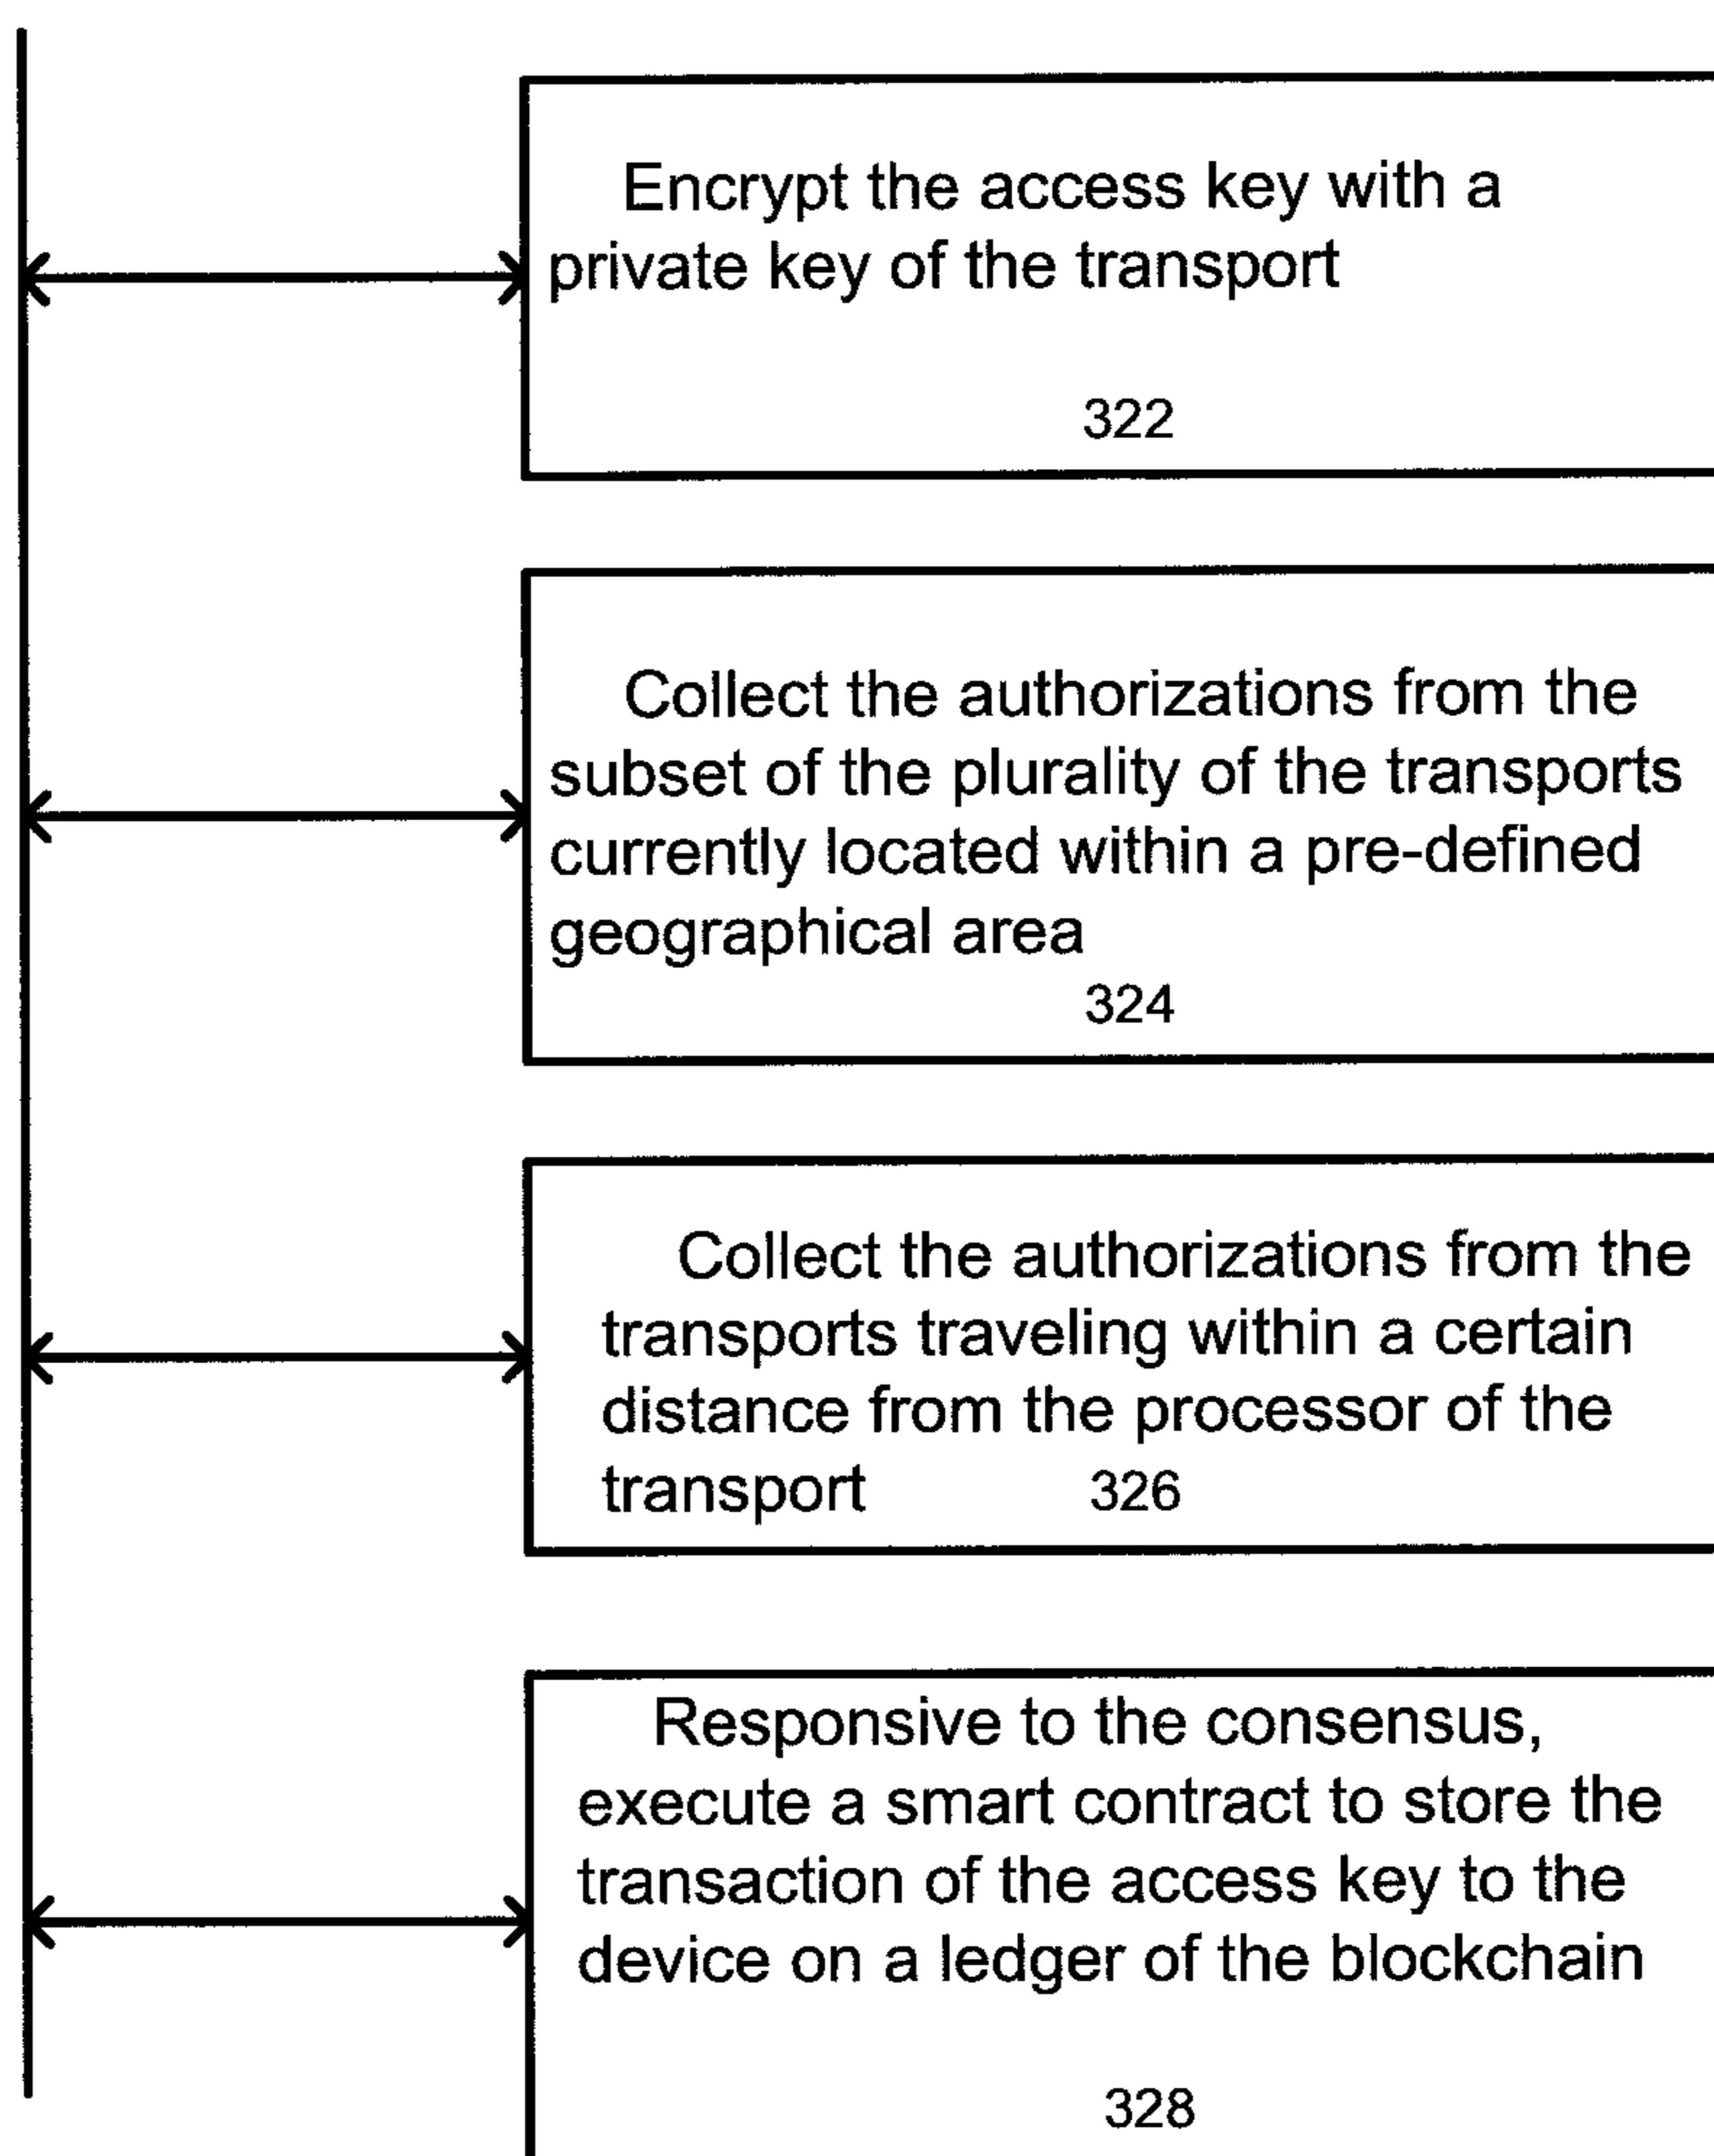 Encrypt the access key with a
private key of the transport
322
Collect the authorizations from the
subset of the plurality of the transports
currently located within a pre-defined
geographical area
324
Collect the authorizations from the
transports traveling within a certain
distance from the processor of the
transport 326
Responsive to the consensus,
execute a smart contract to store the
transaction of the access key to the
device on a ledger of the blockchain
328